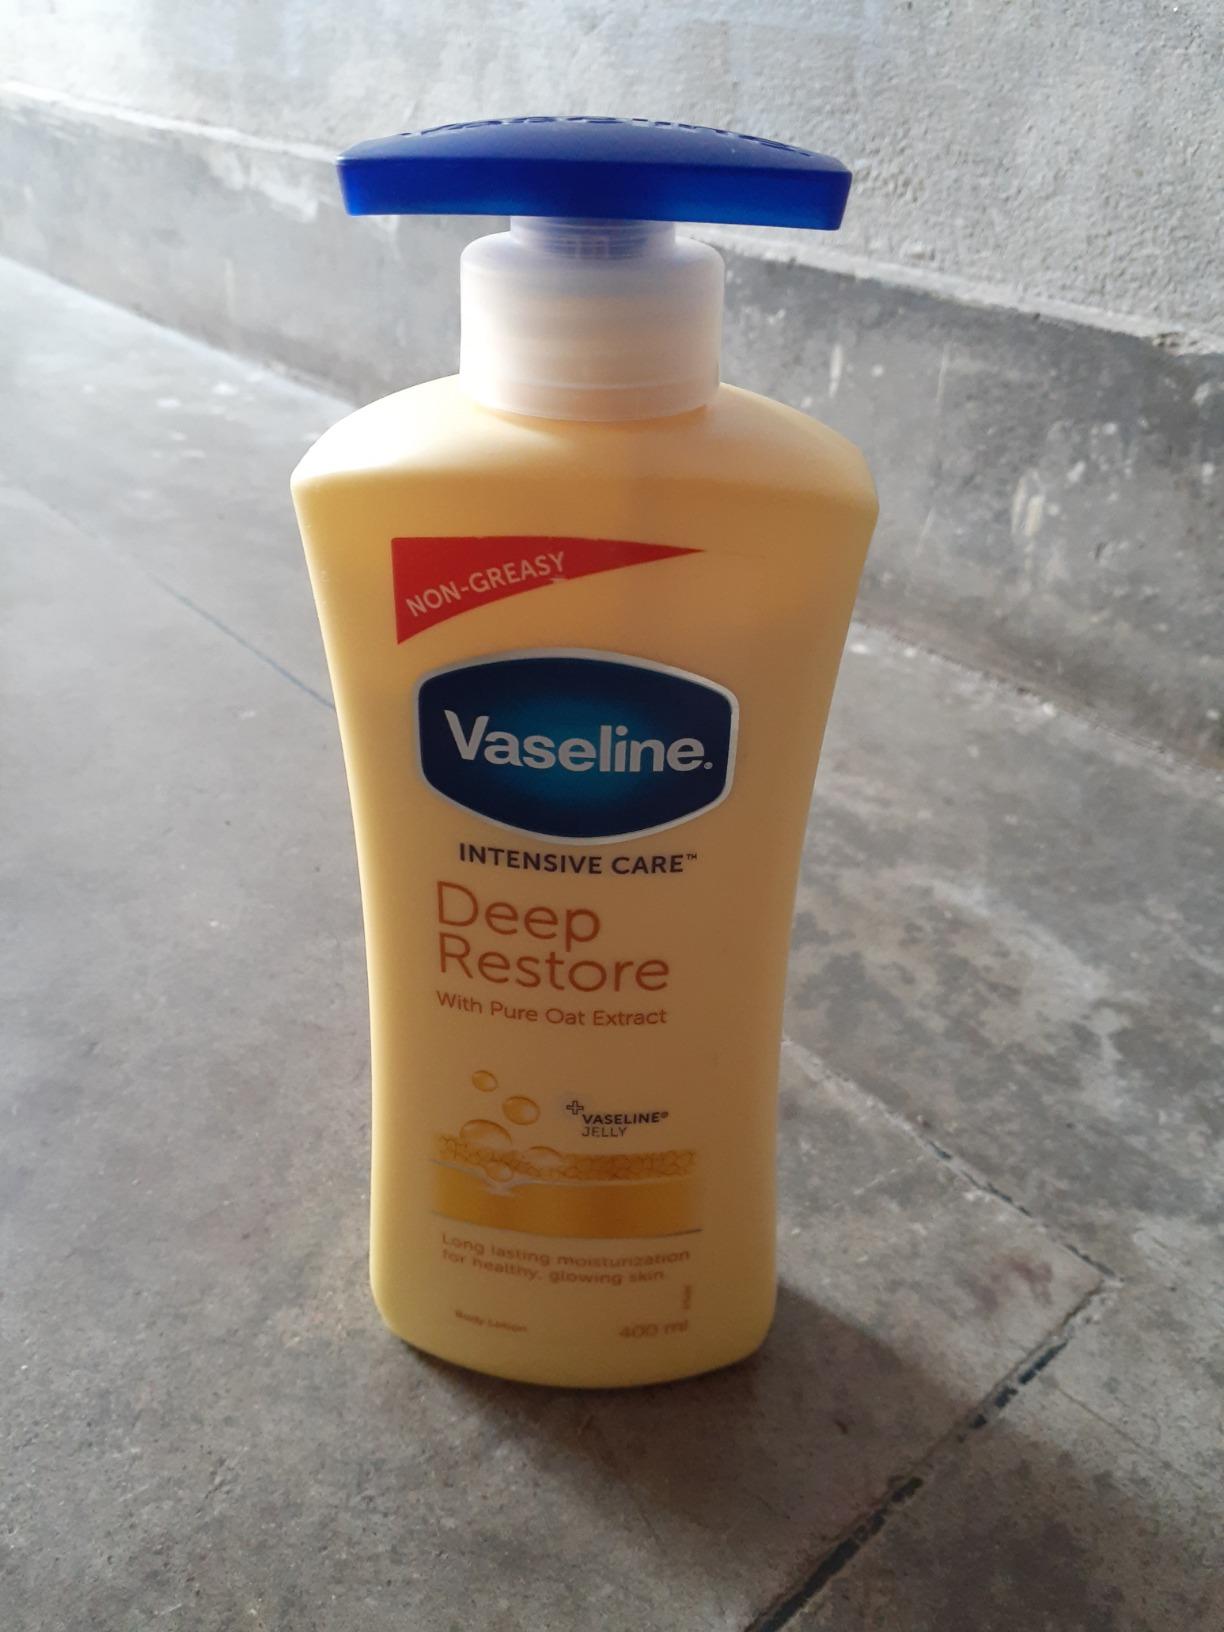 NON-GREASY
Vaseline.
INTENSIVE CARE™
Deep
Restore
With Pure Oat Extract
VASELINE®
JELLY
Long lasting moisturization
for healthy, glowing skin.
Body Lotion
400 ml